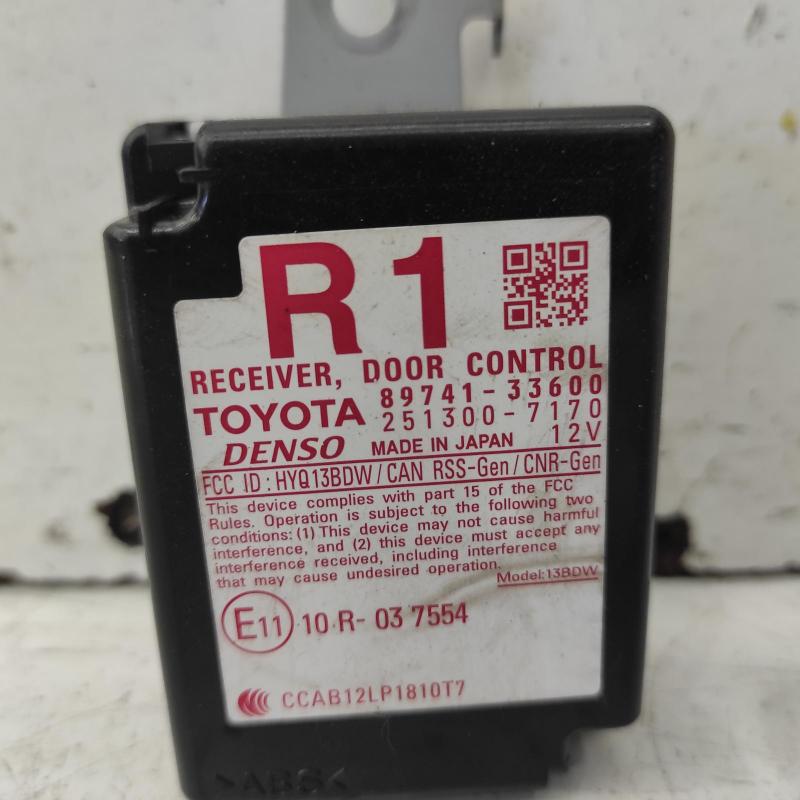 R1
RECEIVER, DOOR CONTROL
TOYOTA 89741-33600
251300-7170
DENSO MADE IN JAPAN 12V
FCC ID : HYQ13BDW / CAN RSS-Gen / CNR-Gen
This device complies with part 15 of the FCC
Rules. Operation is subject to the following two
conditions: (1) This device may not cause harmful
interference, and (2) this device must accept any
interference received, including interference
that may cause undesired operation.
Model:13BDW
E11 10 R- 03 7554
CCAB12LP1810T7
>ABS<